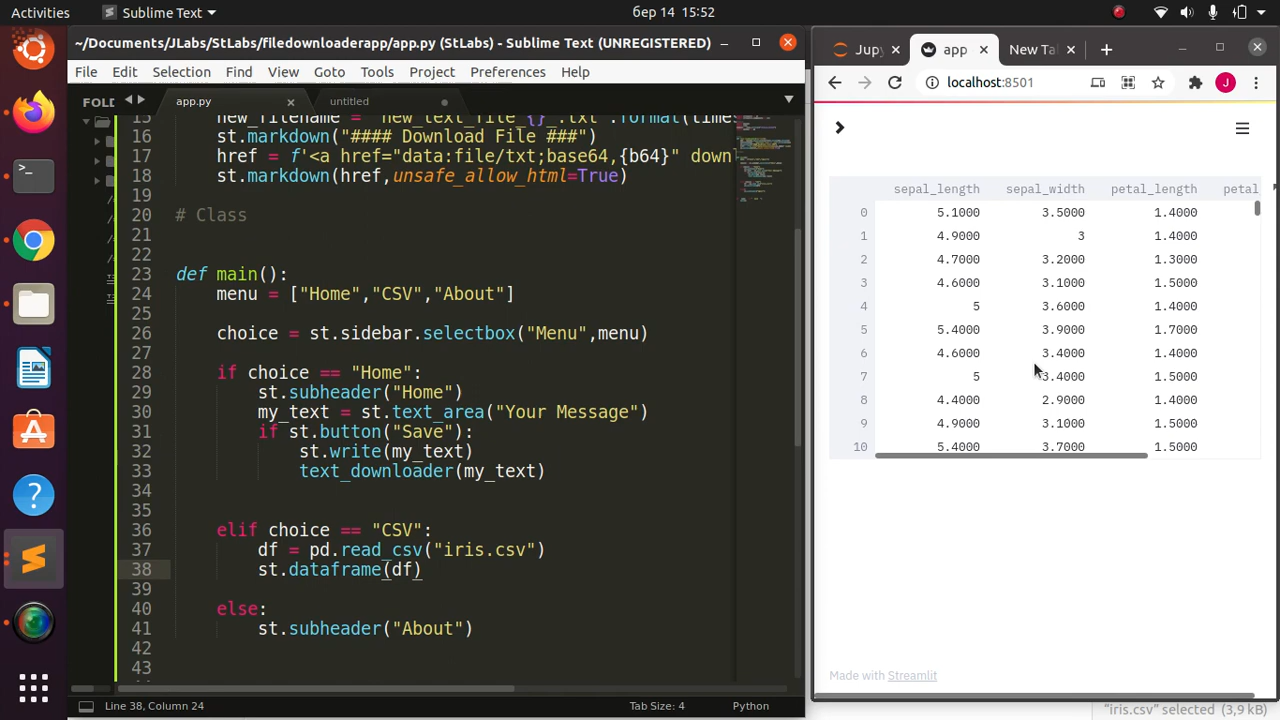 Activities
Sublime Text
бер 14 15:52
~/Documents/JLabs/StLabs/filedownloaderapp/app.py (StLabs) - Sublime Text (UNREGISTERED)
File Edit Selection Find View Goto Tools Project Preferences Help
FOLD
app.py
untitled
15 new_filename = "new_text_file_{}_.txt".format(times
16 st.markdown("#### Download File ###")
17 href = f'<a href="data:file/txt;base64,{b64}" downl
18 st.markdown(href,unsafe_allow_html=True)
19
20 # Class
21
22
23 def main():
24 menu = ["Home","CSV","About"]
25
26 choice = st.sidebar.selectbox("Menu",menu)
27
28 if choice == "Home":
29 st.subheader("Home")
30 my_text = st.text_area("Your Message")
31 if st.button("Save"):
32 st.write(my_text)
33 text_downloader(my_text)
34
35
36 elif choice == "CSV":
37 df = pd.read_csv("iris.csv")
38 st.dataframe(df)
39
40 else:
41 st.subheader("About")
42
43
Line 38, Column 24
Tab Size: 4
Python
Jupy
app
New Ta
localhost:8501
J
sepal_length sepal_width petal_length petal
0 5.1000 3.5000 1.4000
1 4.9000 3 1.4000
2 4.7000 3.2000 1.3000
3 4.6000 3.1000 1.5000
4 5 3.6000 1.4000
5 5.4000 3.9000 1.7000
6 4.6000 3.4000 1.4000
7 5 3.4000 1.5000
8 4.4000 2.9000 1.4000
9 4.9000 3.1000 1.5000
10 5.4000 3.7000 1.5000
Made with Streamlit
"iris.csv" selected (3,9 kB)